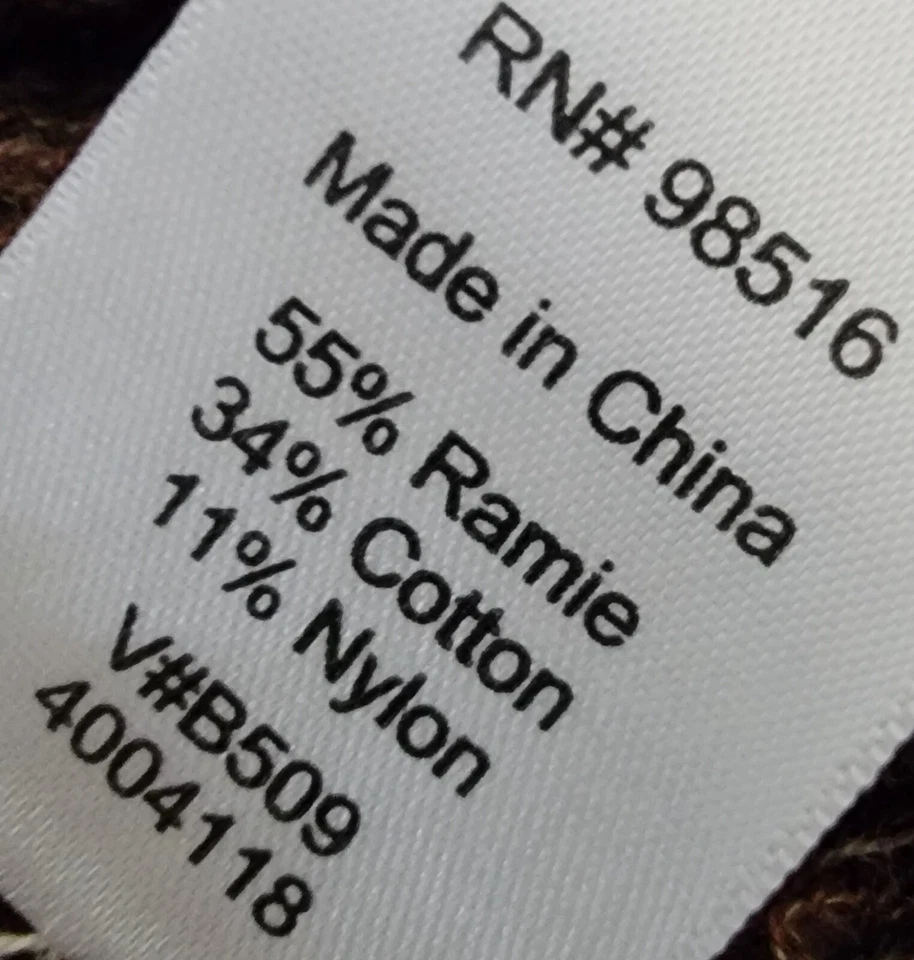 RN# 98516
Made in China
55% Ramie
34% Cotton
11% Nylon
V#B509
4004118